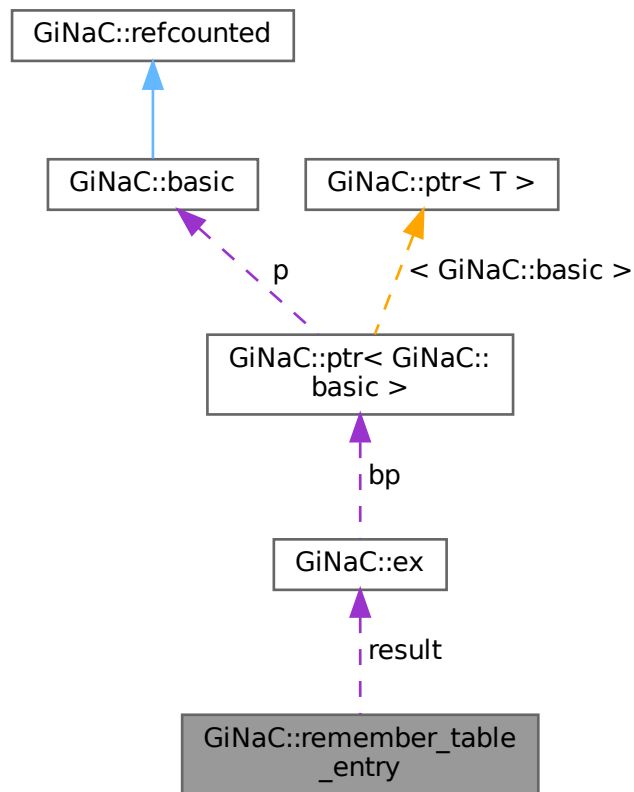 GiNaC::refcounted
GiNaC::basic
GiNaC::ptr< T >
p
< GiNaC::basic >
GiNaC::ptr< GiNaC::
basic >
bp
GiNaC::ex
result
GiNaC::remember_table
_entry